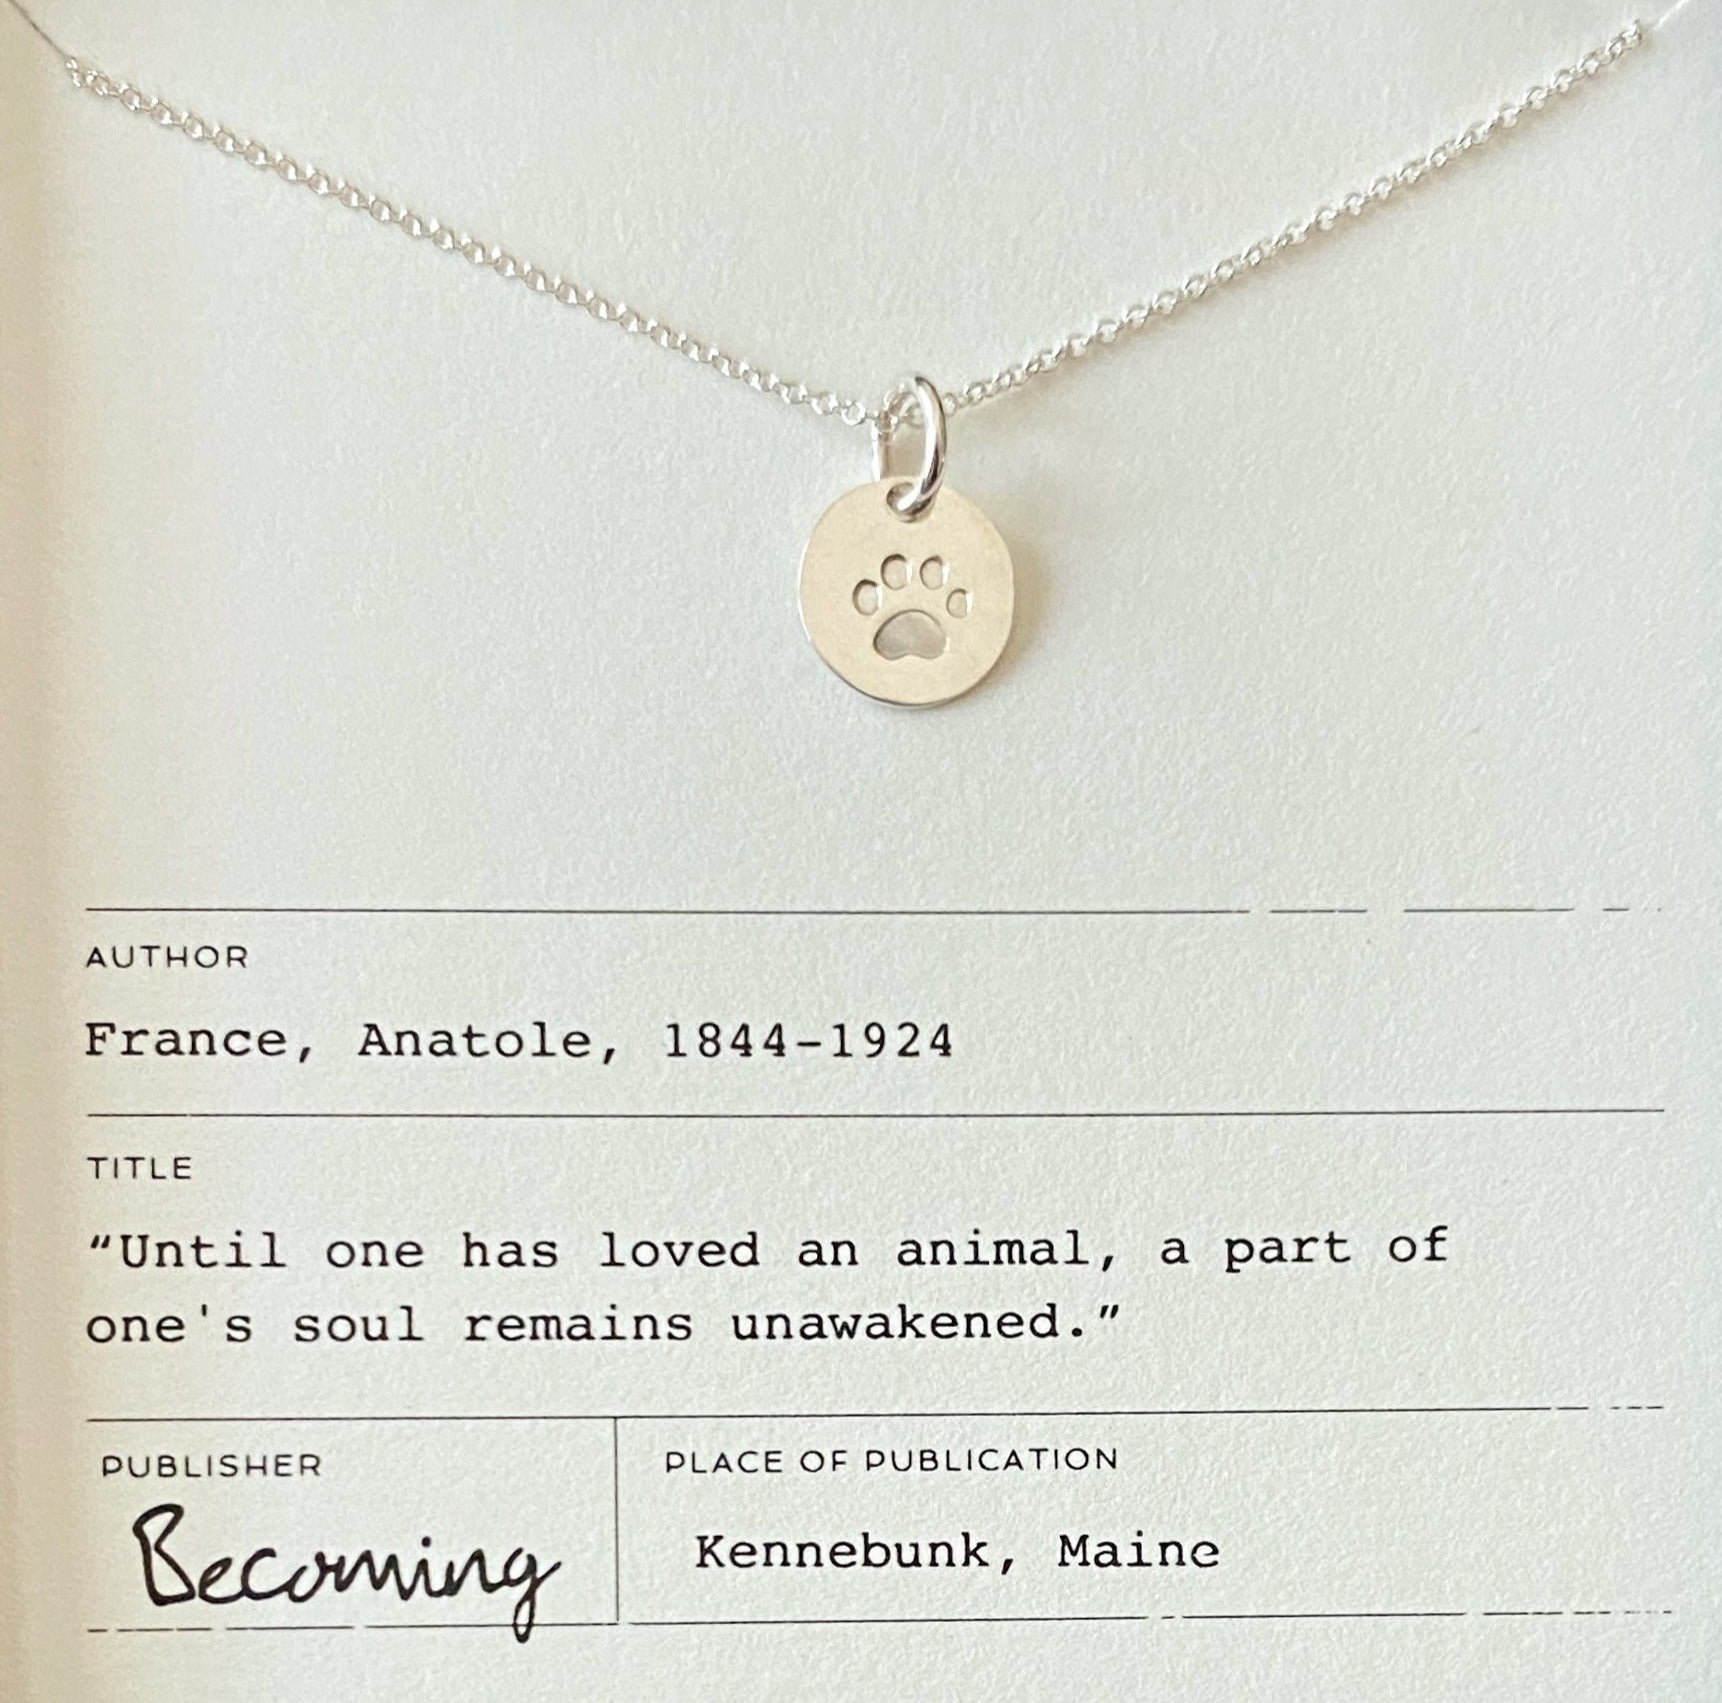 AUTHOR
France, Anatole, 1844–1924
TITLE
“Until one has loved an animal, a part of
one's soul remains unawakened.”
PUBLISHER
PLACE OF PUBLICATION
Becoming
Kennebunk, Maine